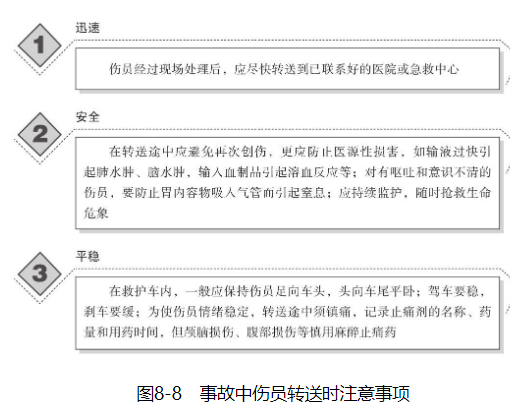 1
迅速
伤员经过现场处理后，应尽快转送到已联系好的医院或急救中心
2
安全
在转送途中应避免再次创伤，更应防止医源性损害，如输液过快引
起肺水肿、脑水肿，输入血制品引起溶血反应等；对有呕吐和意识不清的
伤员，要防止胃内容物吸入气管而引起窒息；应持续监护，随时抢救生命
危象
3
平稳
在救护车内，一般应保持伤员足向车头，头向车尾平卧；驾车要稳，
刹车要缓；为使伤员情绪稳定，转送途中须镇痛，记录止痛剂的名称、药
量和用药时间，但颅脑损伤、腹部损伤等慎用麻醉止痛药
图8-8 事故中伤员转送时注意事项